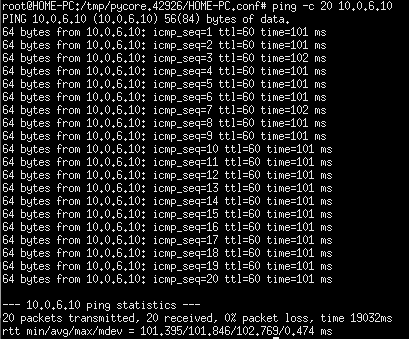 root@HOME-PC:/tmp/pycore.42926/HOME-PC.conf# ping -c 20 10.0.6.10
PING 10.0.6.10 (10.0.6.10) 56(84) bytes of data.
64 bytes from 10.0.6.10: icmp_seq=1 ttl=60 time=101 ms
64 bytes from 10.0.6.10: icmp_seq=2 ttl=60 time=102 ms
64 bytes from 10.0.6.10: icmp_seq=3 ttl=60 time=101 ms
64 bytes from 10.0.6.10: icmp_seq=4 ttl=60 time=101 ms
64 bytes from 10.0.6.10: icmp_seq=5 ttl=60 time=101 ms
64 bytes from 10.0.6.10: icmp_seq=6 ttl=60 time=101 ms
64 bytes from 10.0.6.10: icmp_seq=7 ttl=60 time=102 ms
64 bytes from 10.0.6.10: icmp_seq=8 ttl=60 time=101 ms
64 bytes from 10.0.6.10: icmp_seq=9 ttl=60 time=101 ms
64 bytes from 10.0.6.10: icmp_seq=10 ttl=60 time=101 ms
64 bytes from 10.0.6.10: icmp_seq=11 ttl=60 time=101 ms
64 bytes from 10.0.6.10: icmp_seq=12 ttl=60 time=101 ms
64 bytes from 10.0.6.10: icmp_seq=13 ttl=60 time=101 ms
64 bytes from 10.0.6.10: icmp_seq=14 ttl=60 time=101 ms
64 bytes from 10.0.6.10: icmp_seq=15 ttl=60 time=101 ms
64 bytes from 10.0.6.10: icmp_seq=16 ttl=60 time=101 ms
64 bytes from 10.0.6.10: icmp_seq=17 ttl=60 time=101 ms
64 bytes from 10.0.6.10: icmp_seq=18 ttl=60 time=101 ms
64 bytes from 10.0.6.10: icmp_seq=19 ttl=60 time=101 ms
64 bytes from 10.0.6.10: icmp_seq=20 ttl=60 time=101 ms
--- 10.0.6.10 ping statistics ---
20 packets transmitted, 20 received, 0% packet loss, time 19032ms
rtt min/avg/max/mdev = 101.395/101.846/102.769/0.474 ms